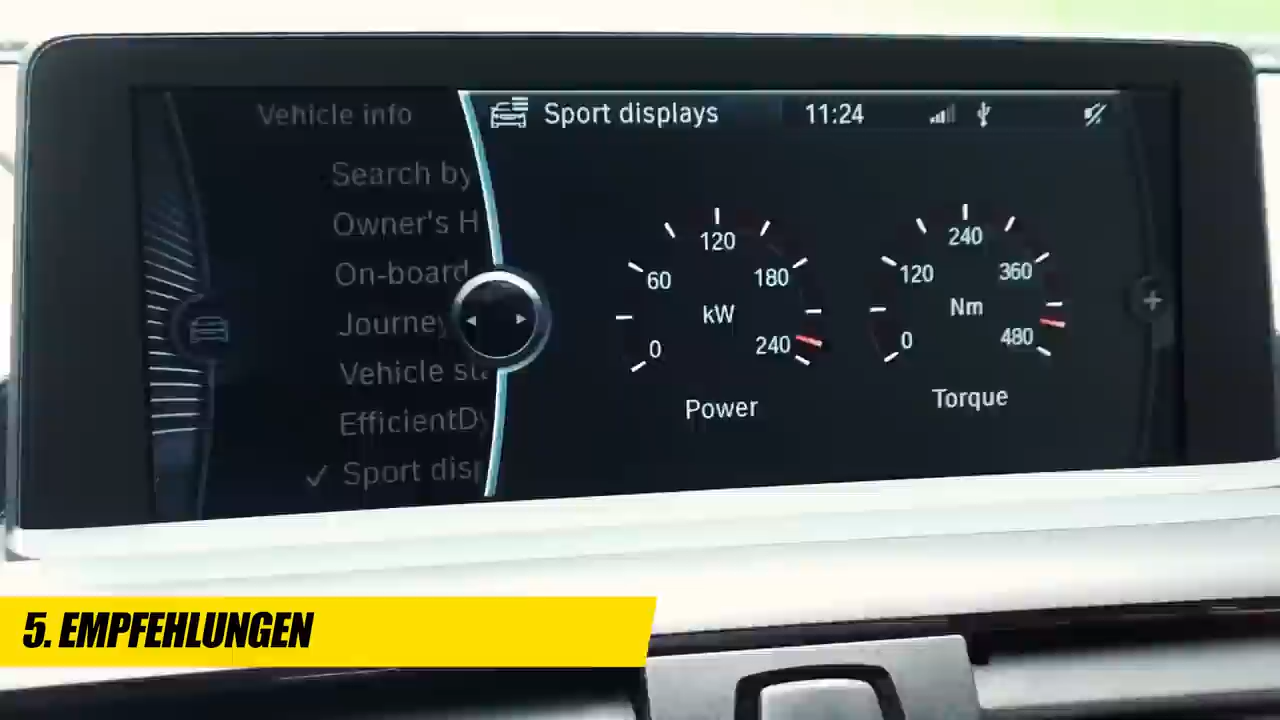 Vehicle info
Search by
Owner's H
On-board
Journey
Vehicle sta
EfficientDy
✓ Sport disp
Sport displays
11:24
0
60
120
180
240
kW
Power
0
120
240
360
480
Nm
Torque
5. EMPFEHLUNGEN